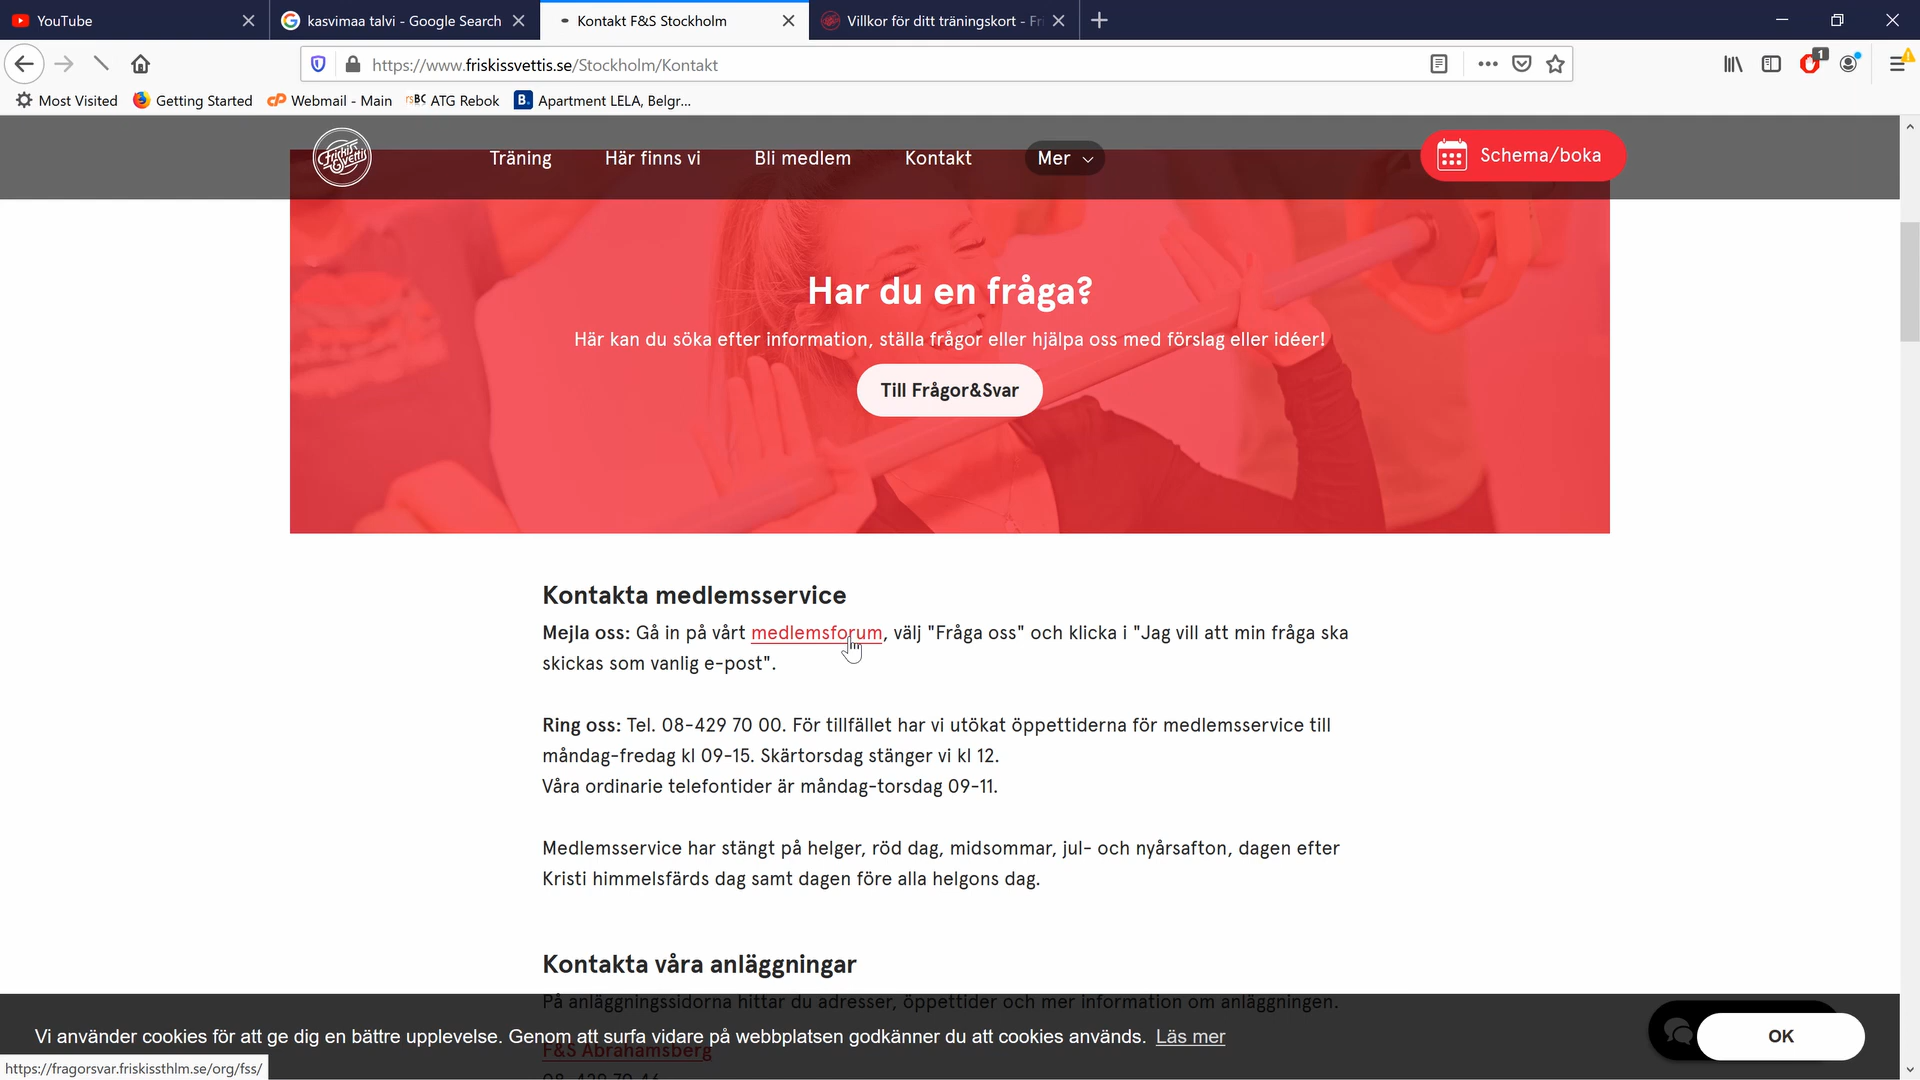 YouTube
kasvimaa talvi - Google Search
Kontakt F&S Stockholm
Villkor för ditt träningskort - Fri
https://www.friskissvettis.se/Stockholm/Kontakt
1
Most Visited
Getting Started
Webmail - Main
ATG Rebok
B. Apartment LELA, Belgr...
Friskis Svettis
Träning
Här finns vi
Bli medlem
Kontakt
Mer
Schema/boka
Har du en fråga?
Här kan du söka efter information, ställa frågor eller hjälpa oss med förslag eller idéer!
Till Frågor&Svar
Kontakta medlemsservice
Mejla oss: Gå in på vårt medlemsforum, välj "Fråga oss" och klicka i "Jag vill att min fråga ska
skickas som vanlig e-post".
Ring oss: Tel. 08-429 70 00. För tillfället har vi utökat öppettiderna för medlemsservice till
måndag-fredag kl 09-15. Skärtorsdag stänger vi kl 12.
Våra ordinarie telefontider är måndag-torsdag 09-11.
Medlemsservice har stängt på helger, röd dag, midsommar, jul- och nyårsafton, dagen efter
Kristi himmelsfärds dag samt dagen före alla helgons dag.
Kontakta våra anläggningar
På anläggningssidorna hittar du adresser, öppettider och mer information om anläggningen.
Vi använder cookies för att ge dig en bättre upplevelse. Genom att surfa vidare på webbplatsen godkänner du att cookies används. Läs mer
OK
F&S Abrahamsberg
https://fragorsvar.friskissthlm.se/org/fss/